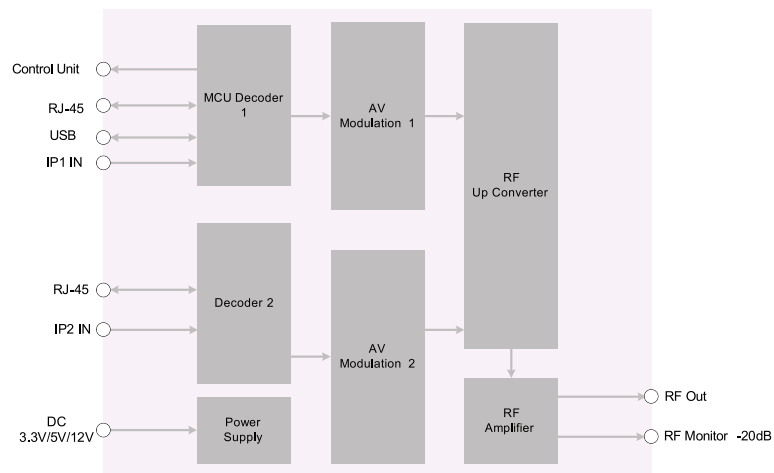 Control Unit
RJ-45
USB
IP1 IN
MCU Decoder
1
AV
Modulation 1
RF
Up Converter
RJ-45
IP2 IN
Decoder 2
AV
Modulation 2
DC
3.3V/5V/12V
Power
Supply
RF
Amplifier
RF Out
RF Monitor -20dB